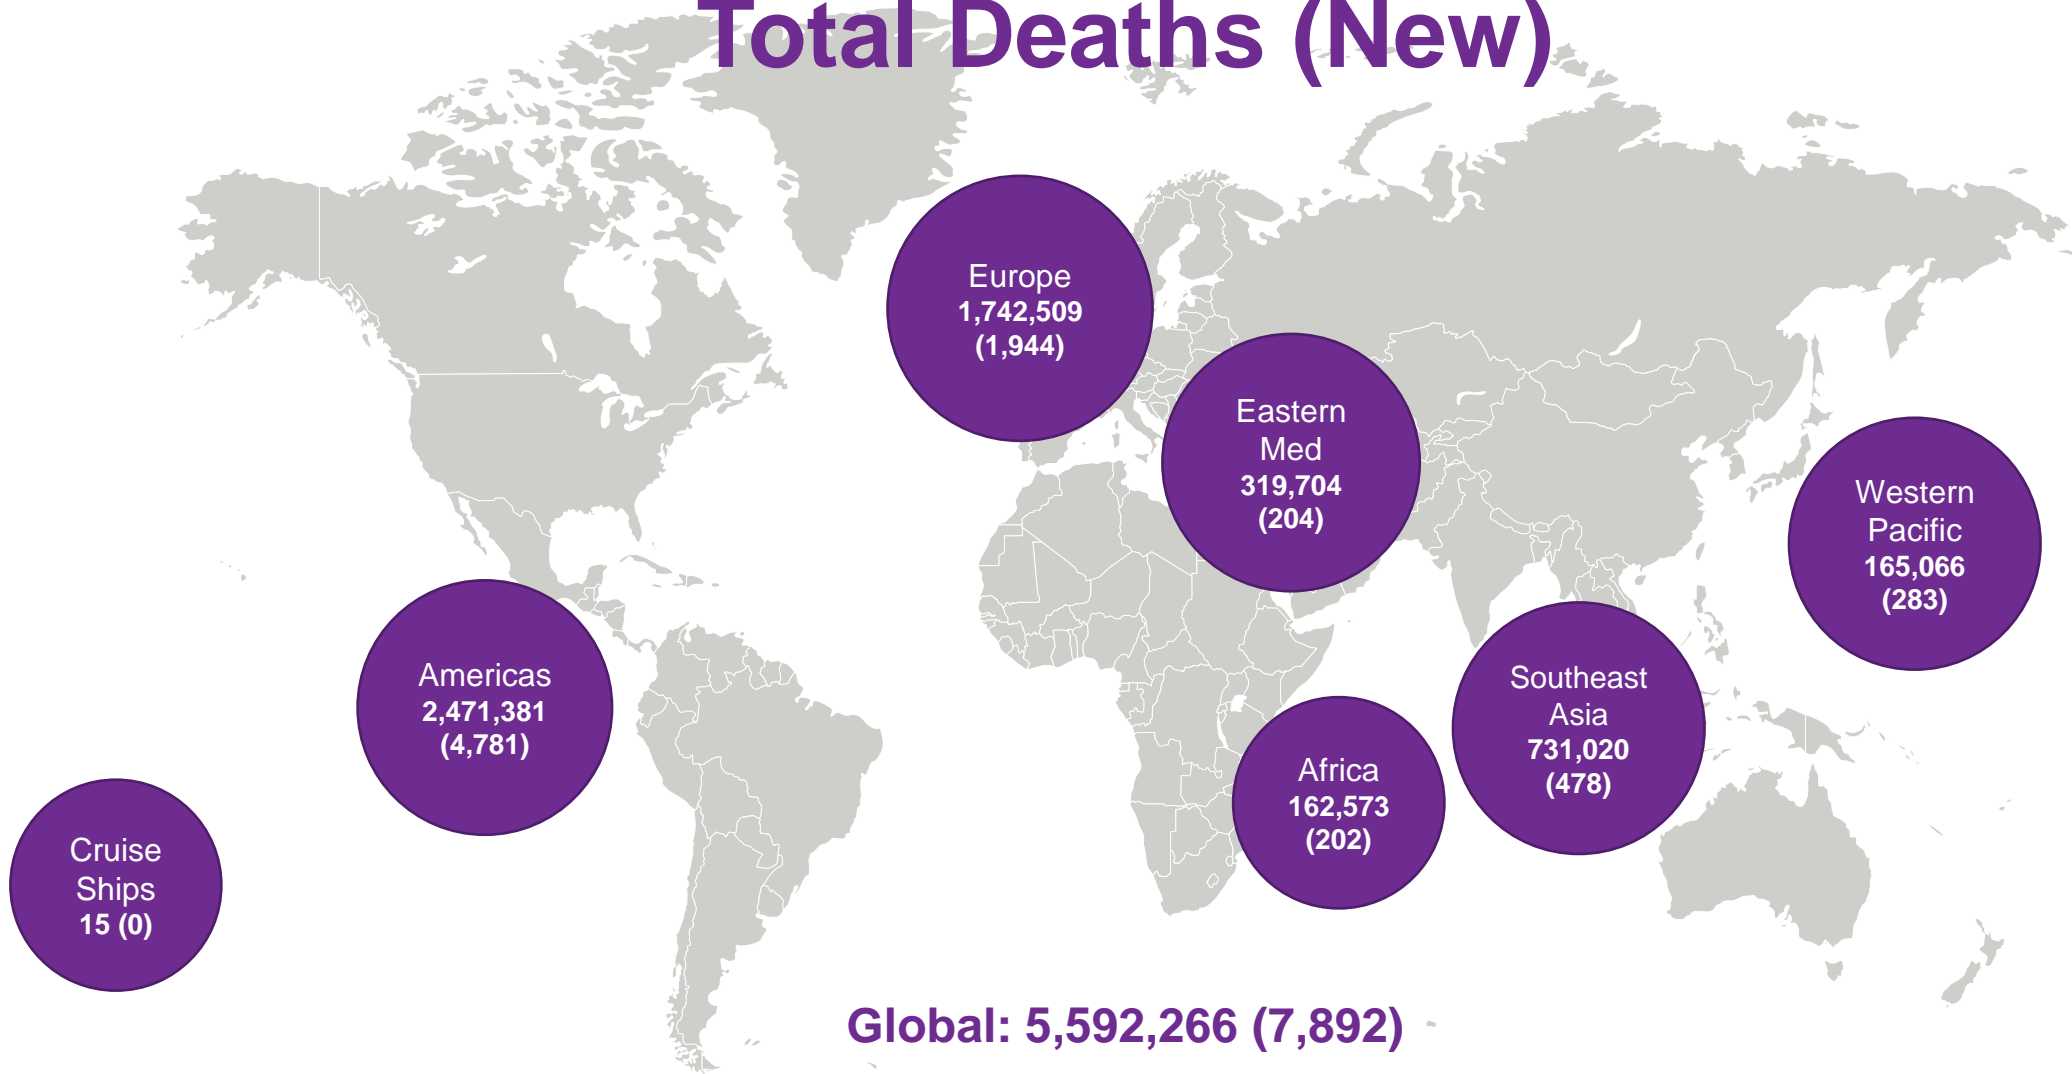 Total Deaths (New)
Europe
1,742,509
(1,944)
Eastern
Med
319,704
(204)
Western
Pacific
165,066
(283)
Americas
2,471,381
(4,781)
Southeast
Asia
731,020
(478)
Africa
162,573
(202)
Cruise
Ships
15 (0)
Global: 5,592,266 (7,892)